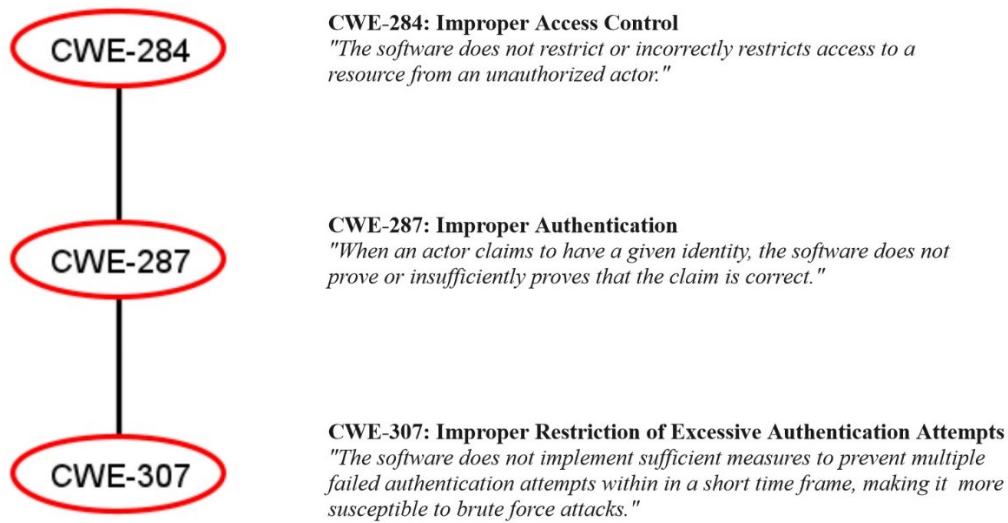 CWE-284
CWE-284: Improper Access Control
"The software does not restrict or incorrectly restricts access to a
resource from an unauthorized actor."
CWE-287
CWE-287: Improper Authentication
"When an actor claims to have a given identity, the software does not
prove or insufficiently proves that the claim is correct."
CWE-307
CWE-307: Improper Restriction of Excessive Authentication Attempts
"The software does not implement sufficient measures to prevent multiple
failed authentication attempts within in a short time frame, making it more
susceptible to brute force attacks."